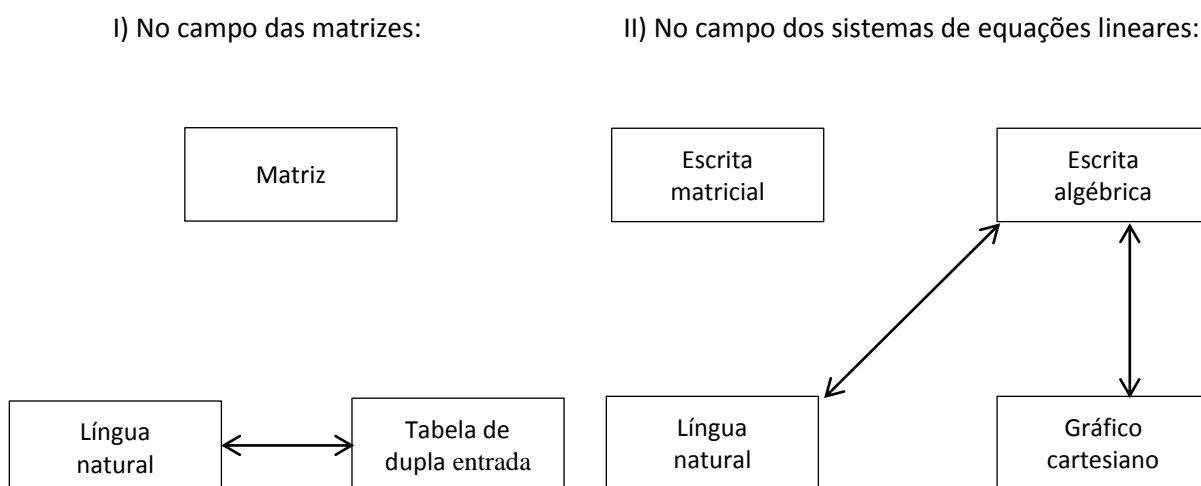 I) No campo das matrizes:
II) No campo dos sistemas de equações lineares:
Matriz
Escrita
matricial
Escrita
algébrica
Língua
natural
Tabela de
dupla entrada
Língua
natural
Gráfico
cartesiano